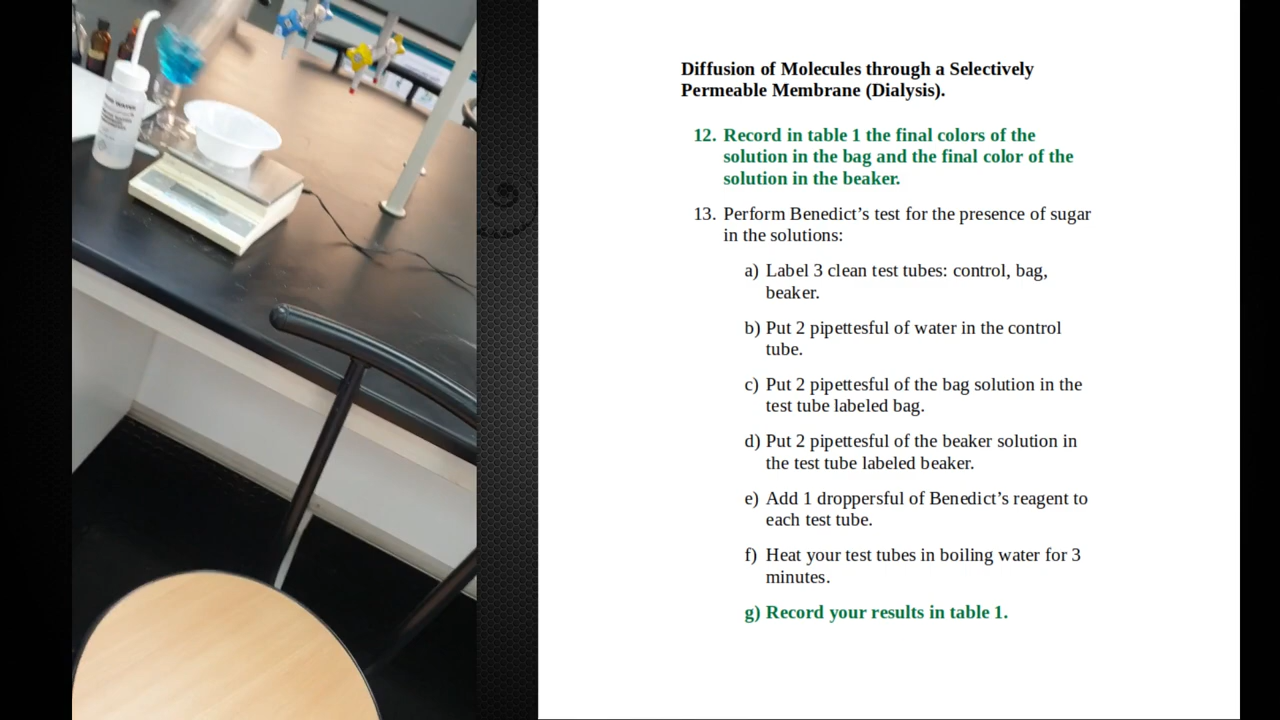 Diffusion of Molecules through a Selectively
Permeable Membrane (Dialysis).
12. Record in table 1 the final colors of the
solution in the bag and the final color of the
solution in the beaker.
13. Perform Benedict’s test for the presence of sugar
in the solutions:
a) Label 3 clean test tubes: control, bag,
beaker.
b) Put 2 pipettesful of water in the control
tube.
c) Put 2 pipettesful of the bag solution in the
test tube labeled bag.
d) Put 2 pipettesful of the beaker solution in
the test tube labeled beaker.
e) Add 1 droppersful of Benedict’s reagent to
each test tube.
f) Heat your test tubes in boiling water for 3
minutes.
g) Record your results in table 1.